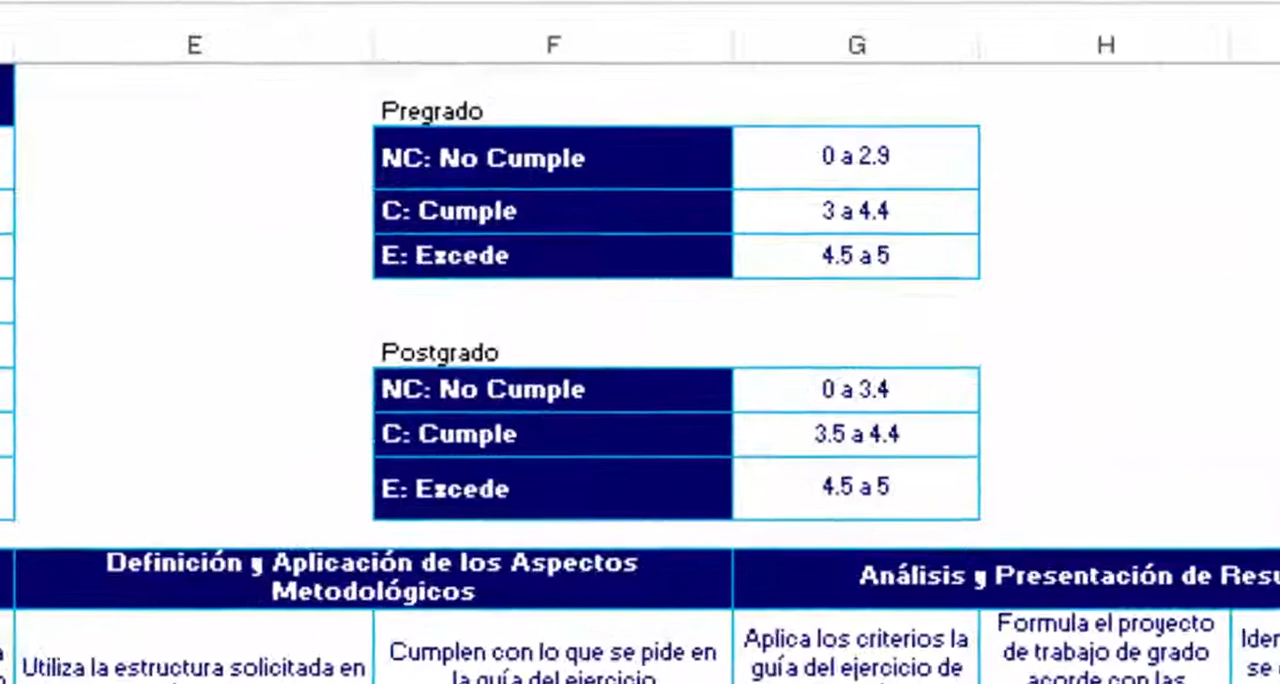 E F G H
Pregrado
NC: No Cumple 0 a 2.9
C: Cumple 3 a 4.4
E: Excede 4.5 a 5
Postgrado
NC: No Cumple 0 a 3.4
C: Cumple 3.5 a 4.4
E: Excede 4.5 a 5
Definición y Aplicación de los Aspectos
Metodológicos
Análisis y Presentación de
Utiliza la estructura solicitada en
Cumplen con lo que se pide en
la guía del ejercicio
Aplica los criterios la
guía del ejercicio de
Formula el proyecto
de trabajo de grado
acorde con las
se